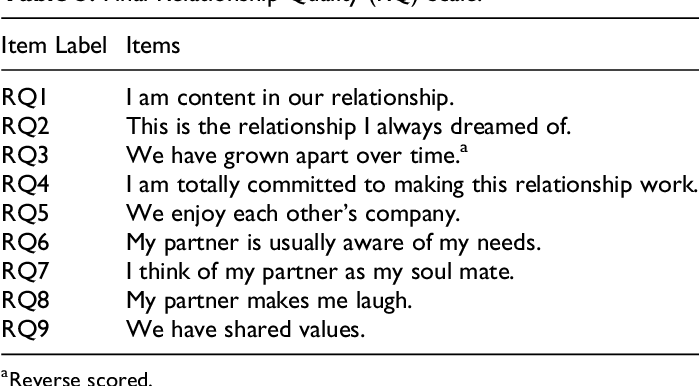 Final Relationship Quality (RQ) Scale.
Item Label Items
RQ1 I am content in our relationship.
RQ2 This is the relationship I always dreamed of.
RQ3 We have grown apart over time.ᵃ
RQ4 I am totally committed to making this relationship work.
RQ5 We enjoy each other’s company.
RQ6 My partner is usually aware of my needs.
RQ7 I think of my partner as my soul mate.
RQ8 My partner makes me laugh.
RQ9 We have shared values.
ᵃReverse scored.